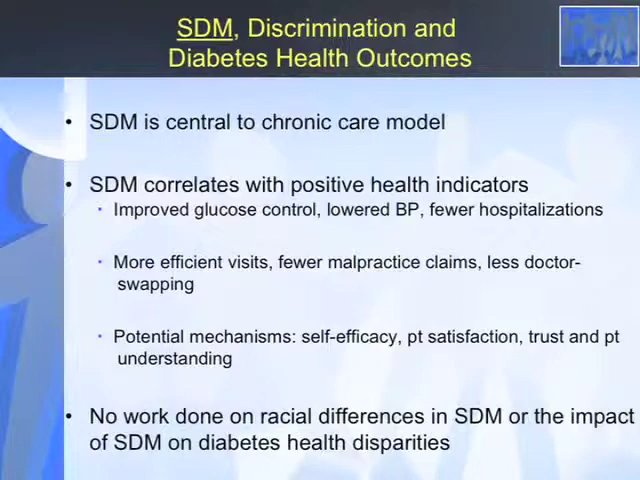 SDM, Discrimination and
Diabetes Health Outcomes
• SDM is central to chronic care model
• SDM correlates with positive health indicators
• Improved glucose control, lowered BP, fewer hospitalizations
• More efficient visits, fewer malpractice claims, less doctor-
swapping
• Potential mechanisms: self-efficacy, pt satisfaction, trust and pt
understanding
• No work done on racial differences in SDM or the impact
of SDM on diabetes health disparities